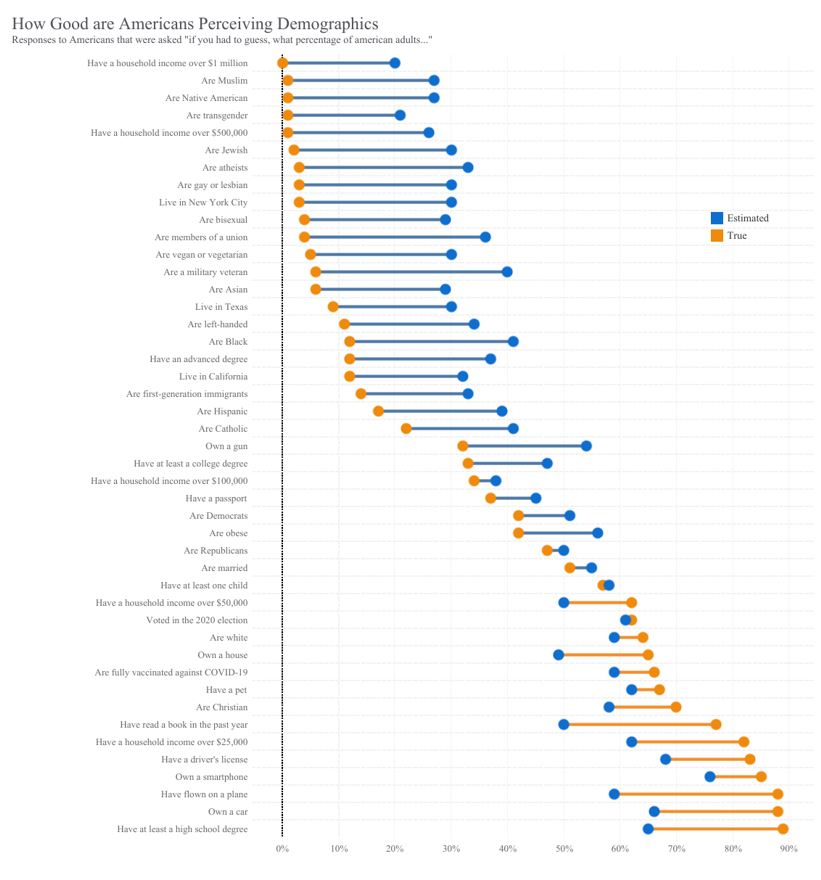 How Good are Americans Perceiving Demographics
Responses to Americans that were asked "if you had to guess, what percentage of american adults..."
Have a household income over $1 million
Are Muslim
Are Native American
Are transgender
Have a household income over $500,000
Are Jewish
Are atheists
Are gay or lesbian
Live in New York City
Are bisexual
Estimated
Are members of a union
True
Are vegan or vegetarian
Are a military veteran
Are Asian
Live in Texas
Are left-handed
Are Black
Have an advanced degree
Live in California
Are first-generation immigrants
Are Hispanic
Are Catholic
Own a gun
Have at least a college degree
Have a household income over $100,000
Have a passport
Are Democrats
Are obese
Are Republicans
Are married
Have at least one child
Have a household income over $50,000
Voted in the 2020 election
Are white
Own a house
Are fully vaccinated against COVID-19
Have a pet
Are Christian
Have read a book in the past year
Have a household income over $25,000
Have a driver's license
Own a smartphone
Have flown on a plane
Own a car
Have at least a high school degree
0% 10% 20% 30% 40% 50% 60% 70% 80% 90%